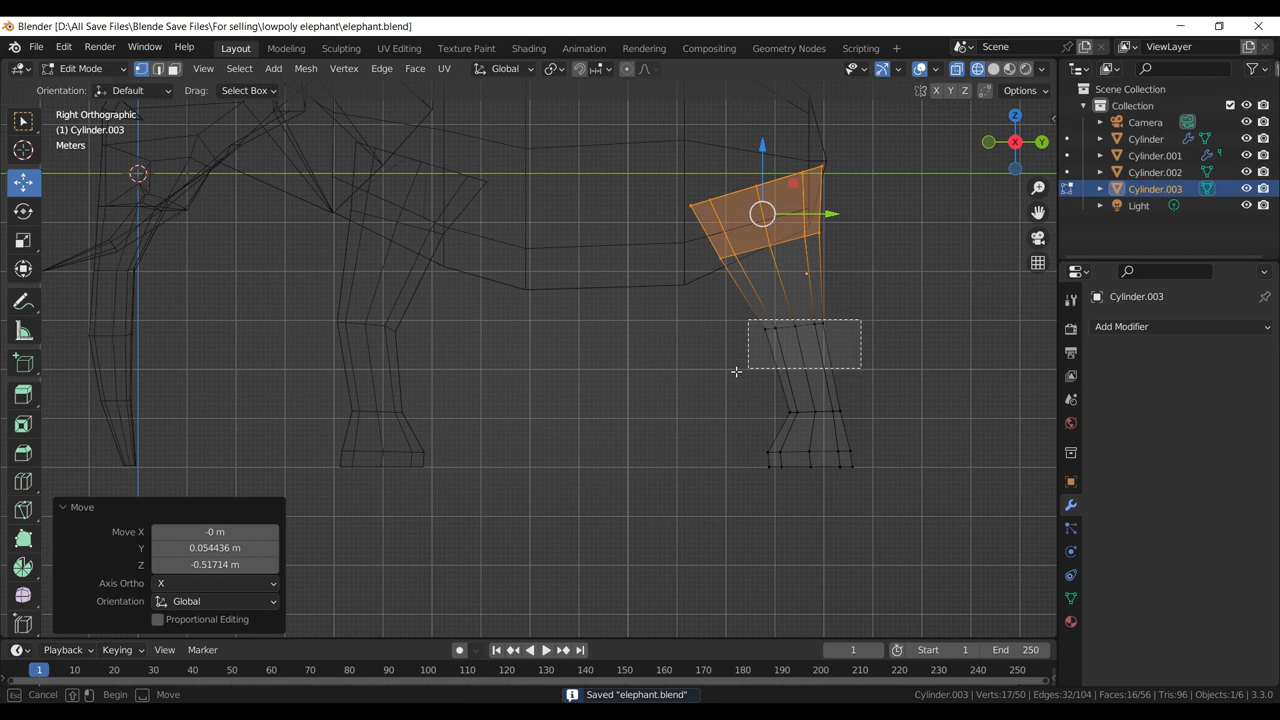 Blender [D:\All Save Files\Blende Save Files\For selling\lowpoly elephant\elephant.blend]
File Edit Render Window Help Layout Modeling Sculpting UV Editing Texture Paint Shading Animation Rendering Compositing Geometry Nodes Scripting + Scene ViewLayer
Edit Mode View Select Add Mesh Vertex Edge Face UV Global
Orientation: Default Drag: Select Box X Y Z Options
Right Orthographic
(1) Cylinder.003
Meters
Z
X
Y
Scene Collection
Collection
Camera
Cylinder
Cylinder.001
Cylinder.002
Cylinder.003
Light
Cylinder.003
Add Modifier
Move
Move X -0 m
Y 0.054436 m
Z -0.51714 m
Axis Ortho X
Orientation Global
Proportional Editing
Playback Keying View Marker 1 Start 1 End 250
1 10 20 30 40 50 60 70 80 90 100 110 120 130 140 150 160 170 180 190 200 210 220 230 240 250
Esc Cancel Begin Move Saved "elephant.blend" Cylinder.003 | Verts:17/50 | Edges:32/104 | Faces:16/56 | Tris:96 | Objects:1/6 | 3.3.0